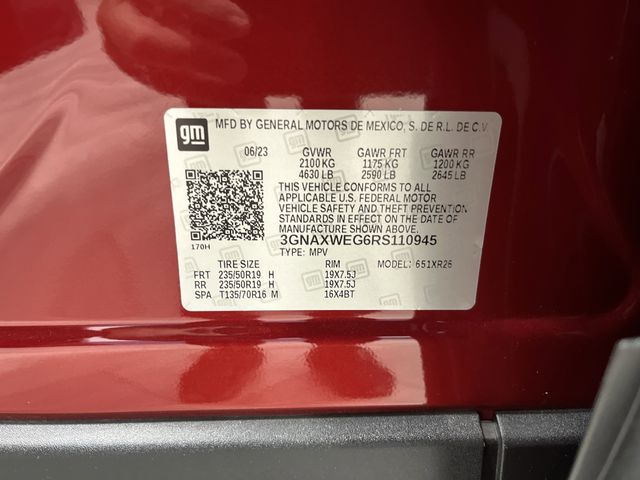 gm
MFD BY GENERAL MOTORS DE MEXICO, S. DE R.L. DE C.V.
06/23 GVWR GAWR FRT GAWR RR
2100 KG 1175 KG 1200 KG
4630 LB 2590 LB 2645 LB
THIS VEHICLE CONFORMS TO ALL
APPLICABLE U.S. FEDERAL MOTOR
VEHICLE SAFETY AND THEFT PREVENTION
STANDARDS IN EFFECT ON THE DATE OF
MANUFACTURE SHOWN ABOVE.
170H
3GNAXWEG6RS110945
TYPE: MPV MODEL: 651XR26
TIRE SIZE RIM
FRT 235/50R19 H 19X7.5J
RR 235/50R19 H 19X7.5J
SPA T135/70R16 M 16X4BT